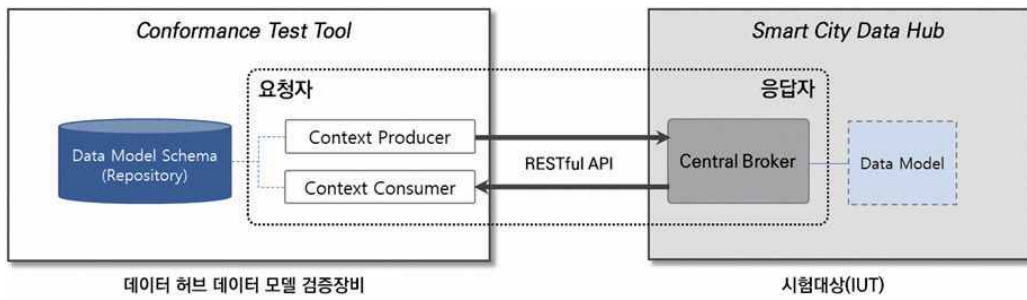 Conformance Test Tool
Smart City Data Hub
요청자
응답자
Data Model Schema
(Repository)
Context Producer
Context Consumer
RESTful API
Central Broker
Data Model
데이터 허브 데이터 모델 검증장비
시험대상(IUT)